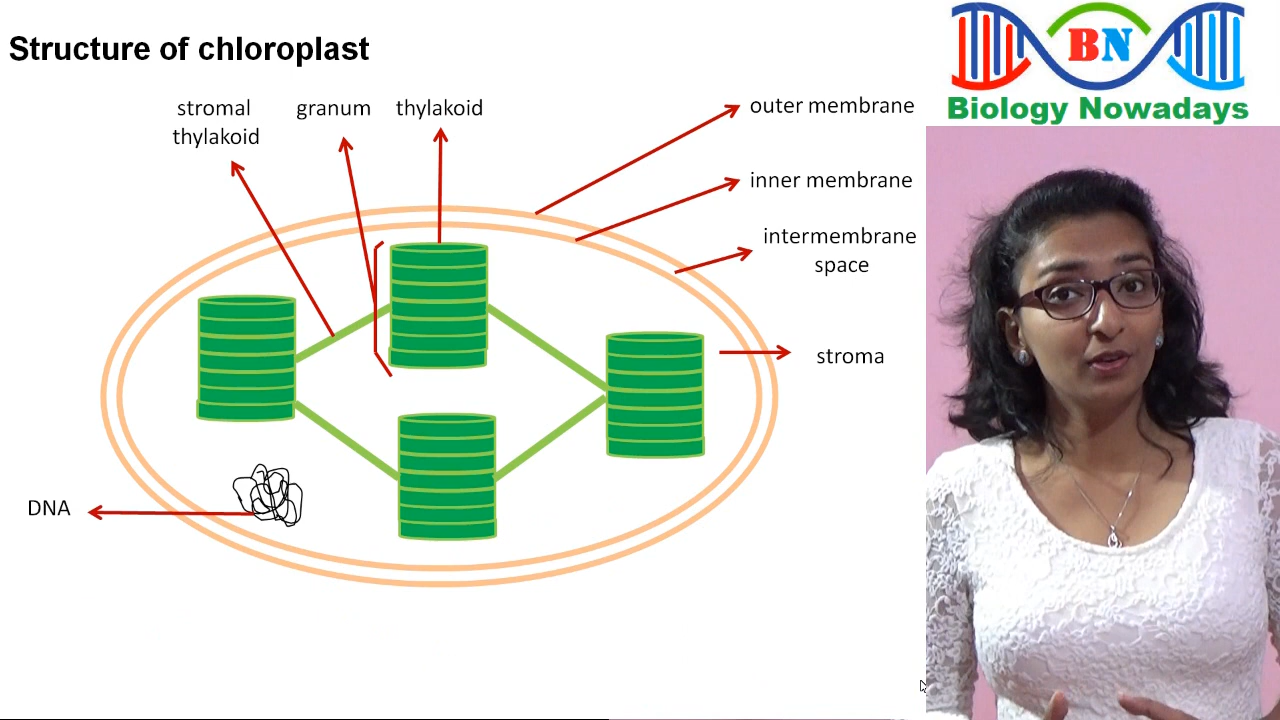 Structure of chloroplast
BN
Biology Nowadays
stromal
thylakoid
granum
thylakoid
outer membrane
inner membrane
intermembrane
space
stroma
DNA